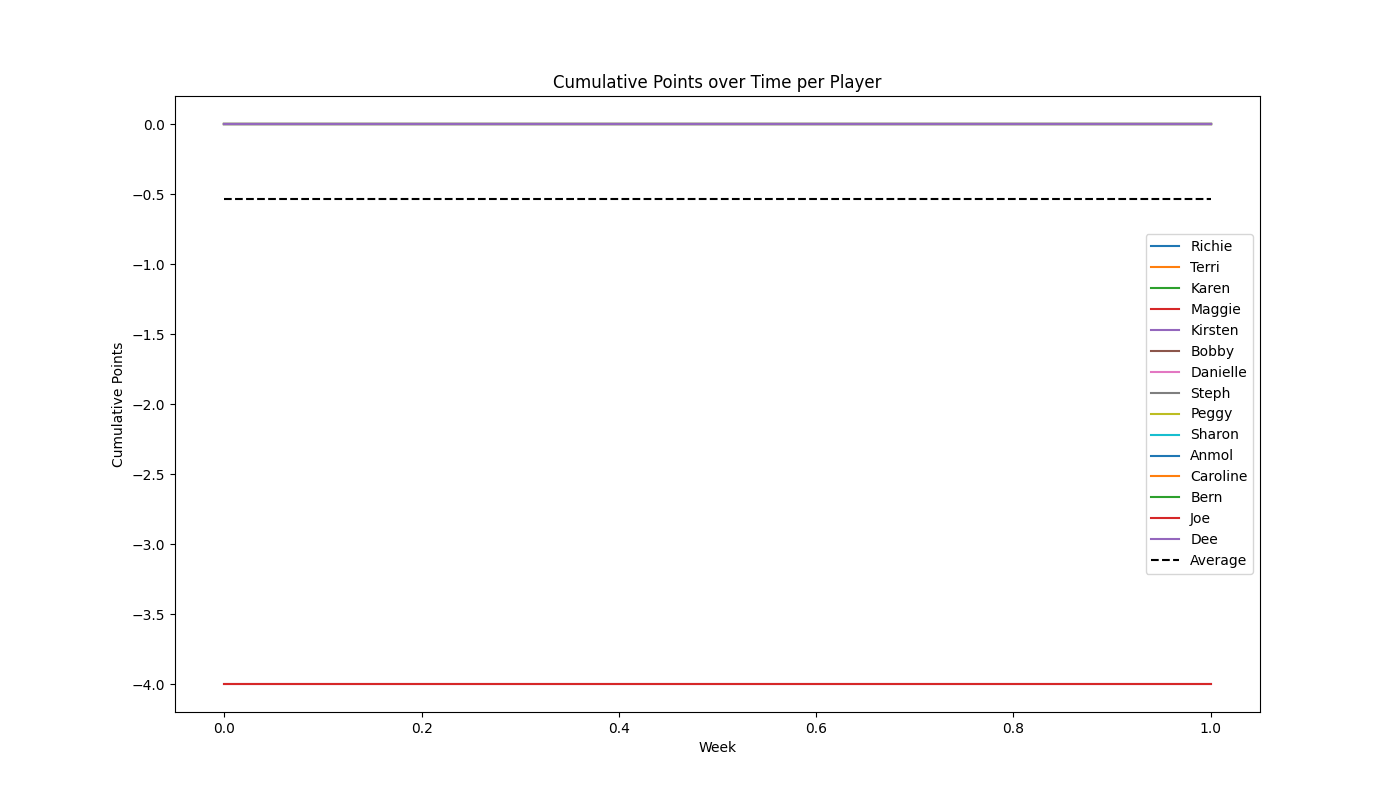 Cumulative Points over Time per Player
Cumulative Points
0.0
−0.5
−1.0
−1.5
−2.0
−2.5
−3.0
−3.5
−4.0
Richie
Terri
Karen
Maggie
Kirsten
Bobby
Danielle
Steph
Peggy
Sharon
Anmol
Caroline
Bern
Joe
Dee
Average
0.0 0.2 0.4 0.6 0.8 1.0
Week